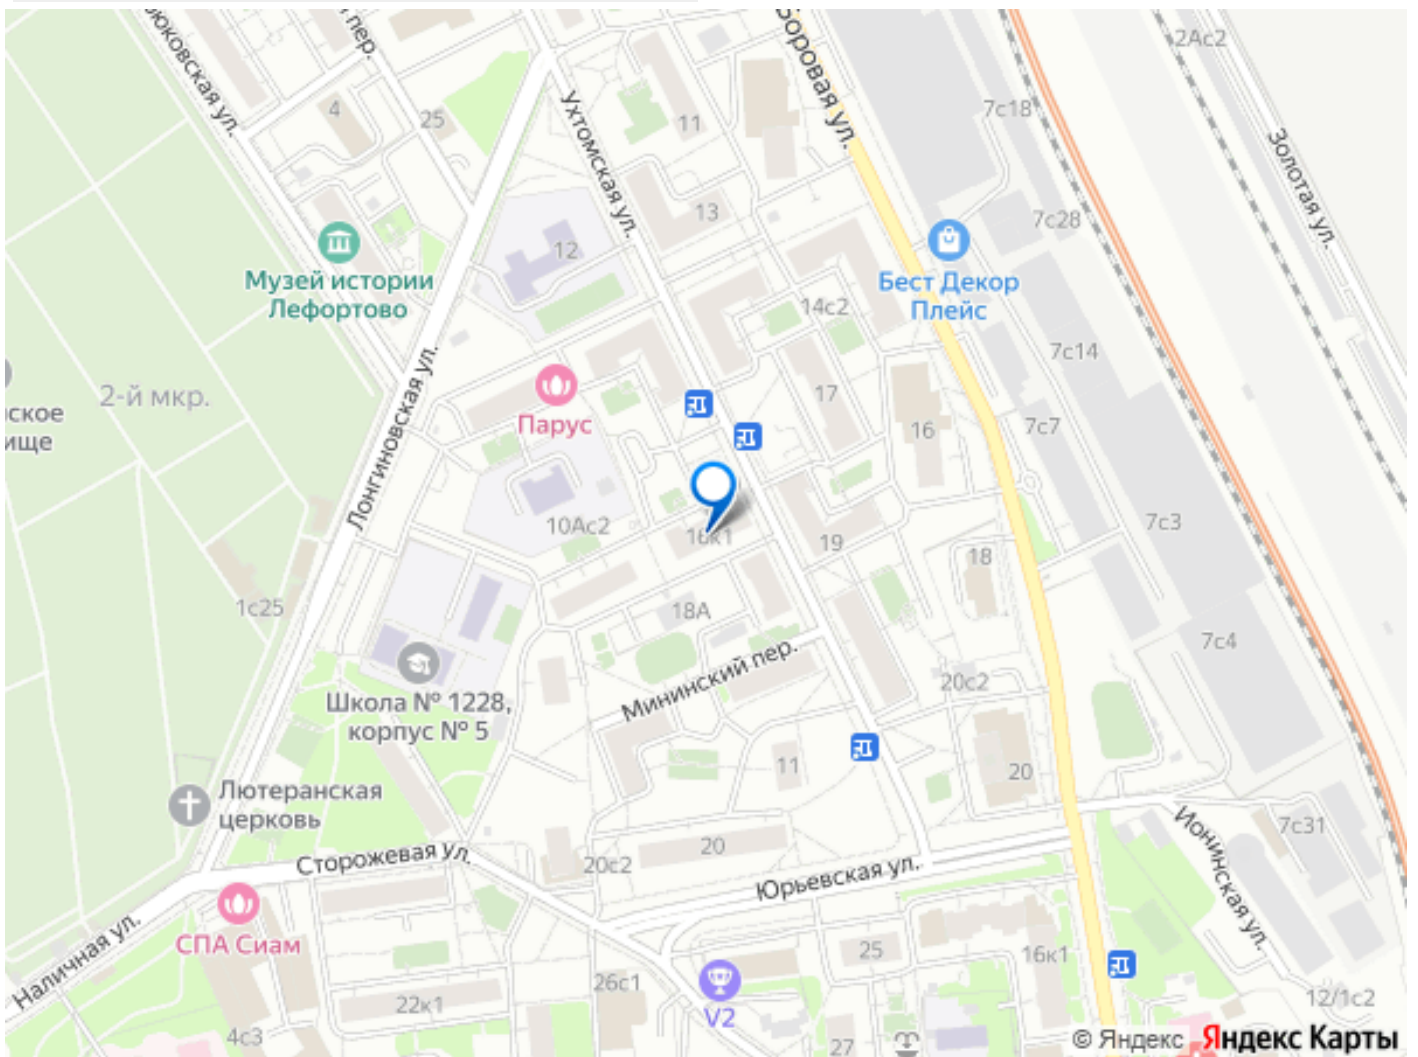 2Ас2
пер.
Боровая ул.
4
25
11
7с18
Ухтомская ул.
Золотая ул.
13
7с28
12
Музей истории
Лефортово
Бест Декор
Плейс
14с2
7с14
2-й мкр.
17
Парус
16
7с7
Лонгиновская ул.
16к1
10Ас2
19
7с3
18
1с25
18А
7с4
Мининский пер.
20с2
Школа № 1228,
корпус № 5
11
20
Лютеранская
церковь
Ионинская ул.
7с31
Сторожевая ул.
20с2
20
Юрьевская ул.
СПА Сиам
Наличная ул.
25
16к1
26с1
22к1
V2
12/1с2
4с3
27
© Яндекс Яндекс Карты